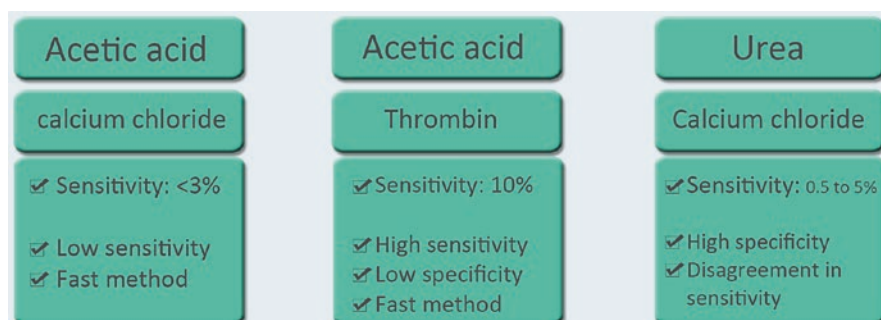 Acetic acid
calcium chloride
Sensitivity: <3%
Low sensitivity
Fast method
Acetic acid
Thrombin
Sensitivity: 10%
High sensitivity
Low specificity
Fast method
Urea
Calcium chloride
Sensitivity: 0.5 to 5%
High specificity
Disagreement in
sensitivity